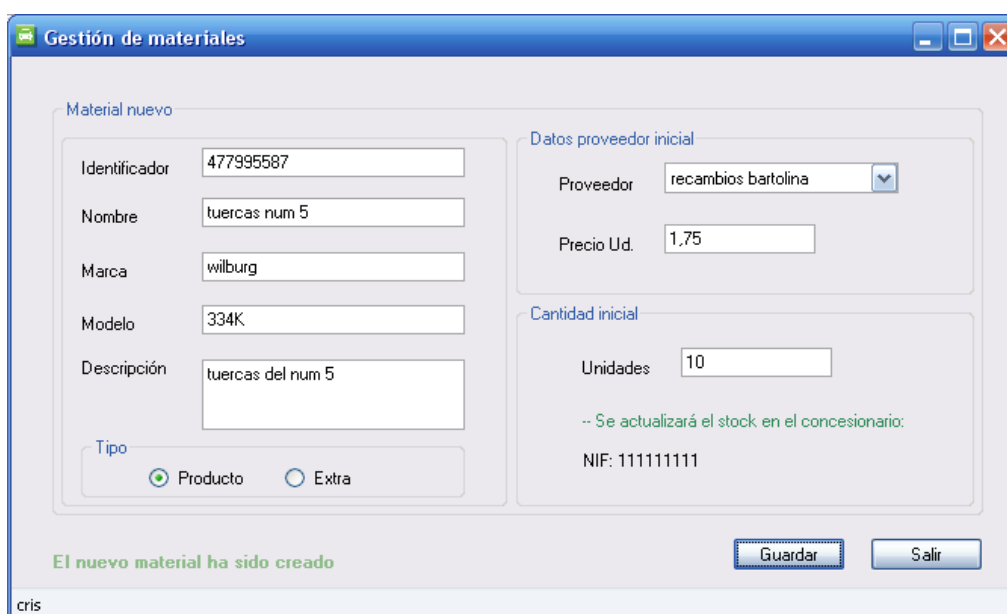 Gestión de materiales
Material nuevo
Identificador 477995587
Nombre tuercas num 5
Marca wilburg
Modelo 334K
Descripción tuercas del num 5
Tipo
Producto Extra
Datos proveedor inicial
Proveedor recambios bartolina
Precio Ud. 1,75
Cantidad inicial
Unidades 10
-- Se actualizará el stock en el concesionario:
NIF: 111111111
El nuevo material ha sido creado
Guardar Salir
cris